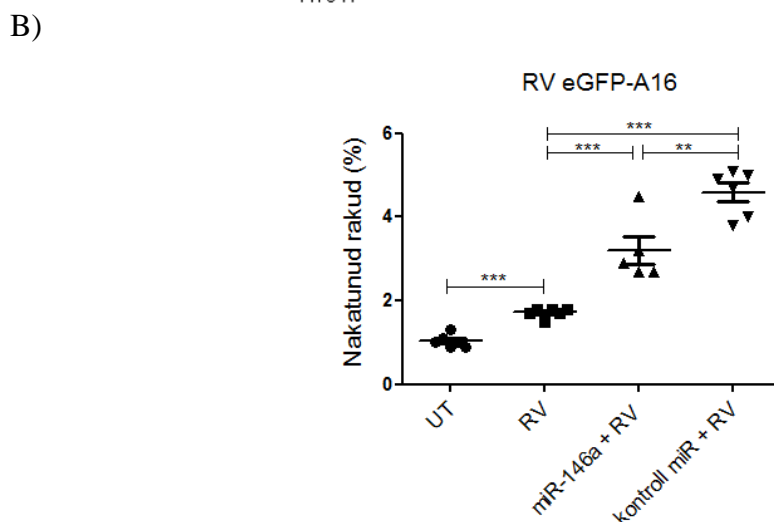 B)
RV eGFP-A16
Nakatunud rakud (%)
6
4
2
0
***
***
**
***
UT
RV
miR-146a + RV
kontroll miR + RV